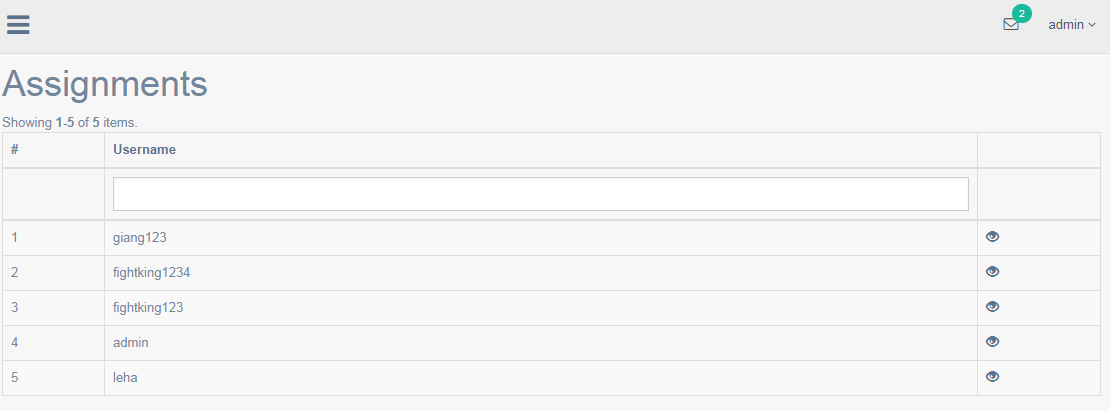 2
admin
Assignments
Showing 1-5 of 5 items.
# Username
1 giang123
2 fightking1234
3 fightking123
4 admin
5 leha